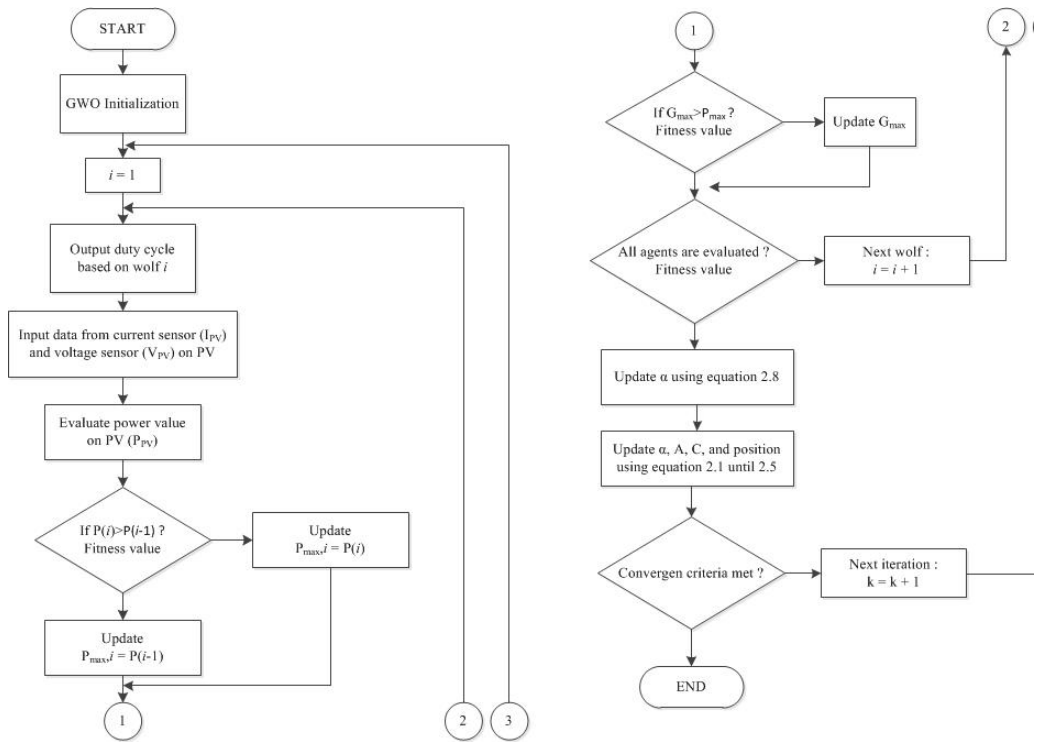 START
GWO Initialization
i = 1
Output duty cycle
based on wolf i
Input data from current sensor (IPV)
and voltage sensor (VPV) on PV
Evaluate power value
on PV (PPV)
If P(i)>P(i-1) ?
Fitness value
Update
Pmax,i = P(i)
Update
Pmax,i = P(i-1)
1
2
3
1
2
If Gmax>Pmax ?
Fitness value
Update Gmax
All agents are evaluated ?
Fitness value
Next wolf :
i = i + 1
Update α using equation 2.8
Update α, A, C, and position
using equation 2.1 until 2.5
Convergen criteria met ?
Next iteration :
k = k + 1
END